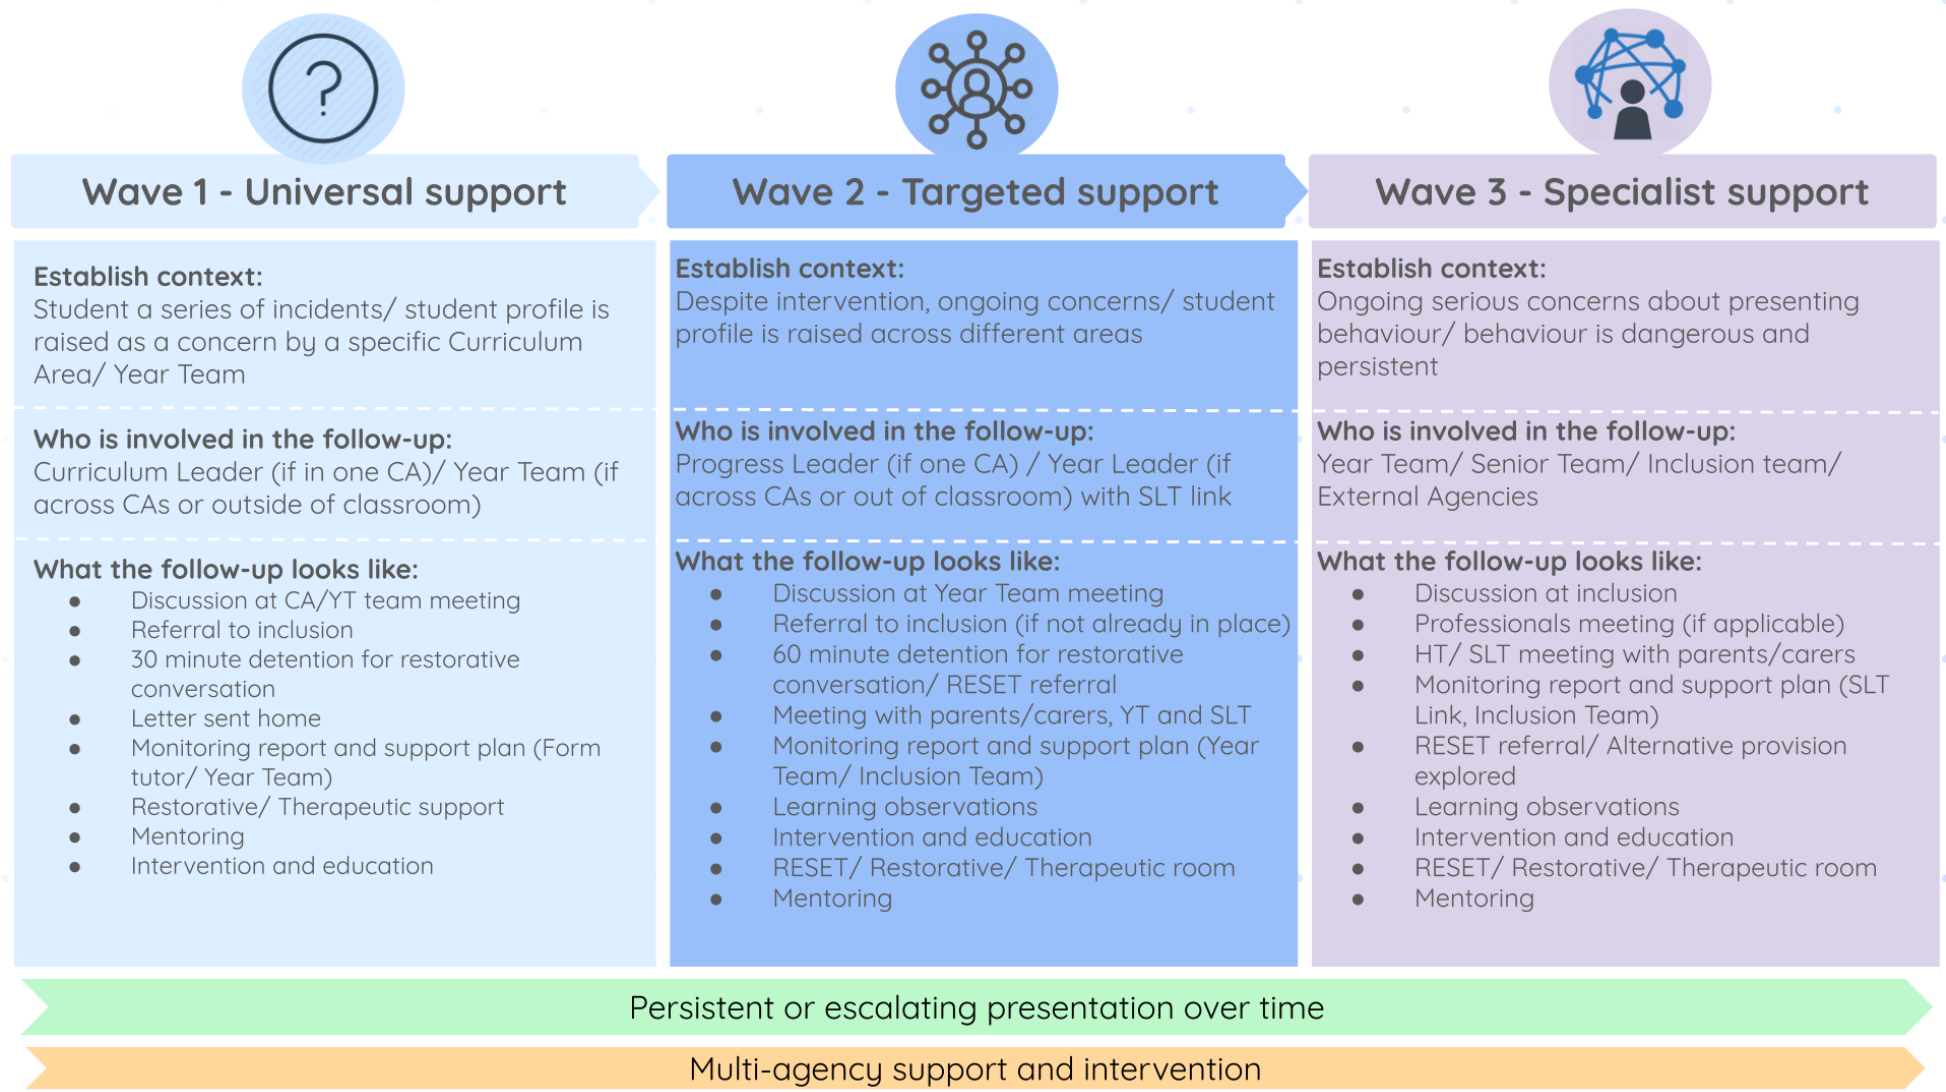 ?
Wave 1 - Universal support
Establish context:
Student a series of incidents/ student profile is
raised as a concern by a specific Curriculum
Area/ Year Team
Who is involved in the follow-up:
Curriculum Leader (if in one CA)/ Year Team (if
across CAs or outside of classroom)
What the follow-up looks like:
● Discussion at CA/YT team meeting
● Referral to inclusion
● 30 minute detention for restorative
conversation
● Letter sent home
● Monitoring report and support plan (Form
tutor/ Year Team)
● Restorative/ Therapeutic support
● Mentoring
● Intervention and education
Wave 2 - Targeted support
Establish context:
Despite intervention, ongoing concerns/ student
profile is raised across different areas
Who is involved in the follow-up:
Progress Leader (if one CA) / Year Leader (if
across CAs or out of classroom) with SLT link
What the follow-up looks like:
● Discussion at Year Team meeting
● Referral to inclusion (if not already in place)
● 60 minute detention for restorative
conversation/ RESET referral
● Meeting with parents/carers, YT and SLT
● Monitoring report and support plan (Year
Team/ Inclusion Team)
● Learning observations
● Intervention and education
● RESET/ Restorative/ Therapeutic room
● Mentoring
Wave 3 - Specialist support
Establish context:
Ongoing serious concerns about presenting
behaviour/ behaviour is dangerous and
persistent
Who is involved in the follow-up:
Year Team/ Senior Team/ Inclusion team/
External Agencies
What the follow-up looks like:
● Discussion at inclusion
● Professionals meeting (if applicable)
● HT/ SLT meeting with parents/carers
● Monitoring report and support plan (SLT
Link, Inclusion Team)
● RESET referral/ Alternative provision
explored
● Learning observations
● Intervention and education
● RESET/ Restorative/ Therapeutic room
● Mentoring
Persistent or escalating presentation over time
Multi-agency support and intervention